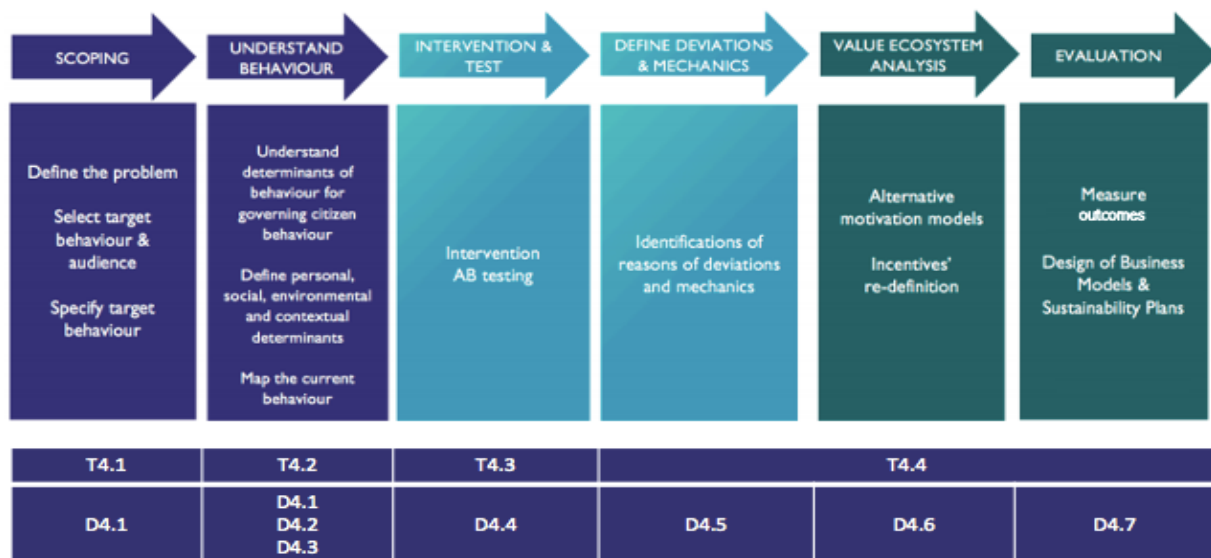 SCOPING
UNDERSTAND
BEHAVIOUR
INTERVENTION &
TEST
DEFINE DEVIATIONS
& MECHANICS
VALUE ECOSYSTEM
ANALYSIS
EVALUATION
Define the problem
Select target
behaviour &
audience
Specify target
behaviour
Understand
determinants of
behaviour for
governing citizen
behaviour
Define personal,
social, environmental
and contextual
determinants
Map the current
behaviour
Intervention
AB testing
Identifications of
reasons of deviations
and mechanics
Alternative
motivation models
Incentives'
re-definition
Measure
outcomes
Design of Business
Models &
Sustainability Plans
T4.1
T4.2
T4.3
T4.4
D4.1
D4.1
D4.2
D4.3
D4.4
D4.5
D4.6
D4.7